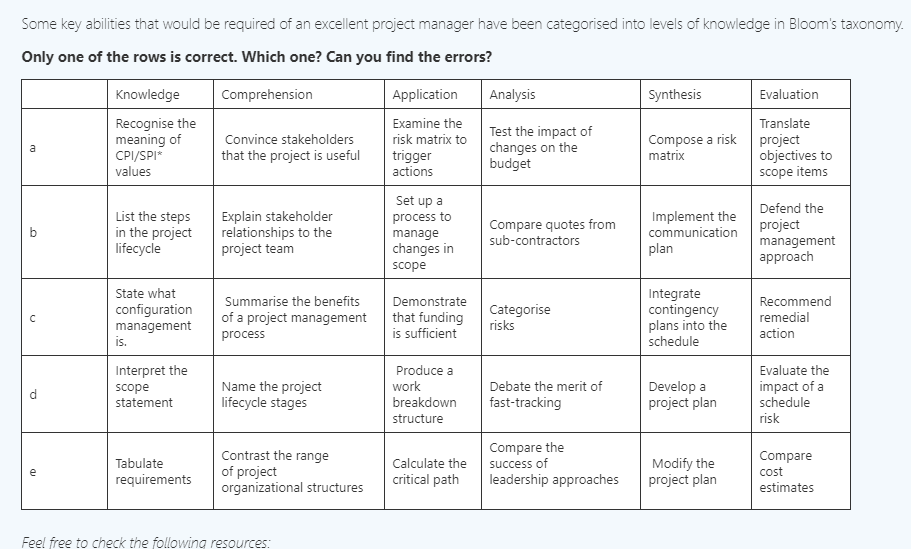 Some key abilities that would be required of an excellent project manager have been categorised into levels of knowledge in Bloom's taxonomy.
Only one of the rows is correct. Which one? Can you find the errors?
Knowledge
Comprehension
Application
Analysis
Synthesis
Evaluation
a
Recognise the
meaning of
CPI/SPI*
values
Convince stakeholders
that the project is useful
Examine the
risk matrix to
trigger
actions
Test the impact of
changes on the
budget
Compose a risk
matrix
Translate
project
objectives to
scope items
b
List the steps
in the project
lifecycle
Explain stakeholder
relationships to the
project team
Set up a
process to
manage
changes in
scope
Compare quotes from
sub-contractors
Implement the
communication
plan
Defend the
project
management
approach
c
State what
configuration
management
is.
Summarise the benefits
of a project management
process
Demonstrate
that funding
is sufficient
Categorise
risks
Integrate
contingency
plans into the
schedule
Recommend
remedial
action
d
Interpret the
scope
statement
Name the project
lifecycle stages
Produce a
work
breakdown
structure
Debate the merit of
fast-tracking
Develop a
project plan
Evaluate the
impact of a
schedule
risk
e
Tabulate
requirements
Contrast the range
of project
organizational structures
Calculate the
critical path
Compare the
success of
leadership approaches
Modify the
project plan
Compare
cost
estimates
Feel free to check the following resources: